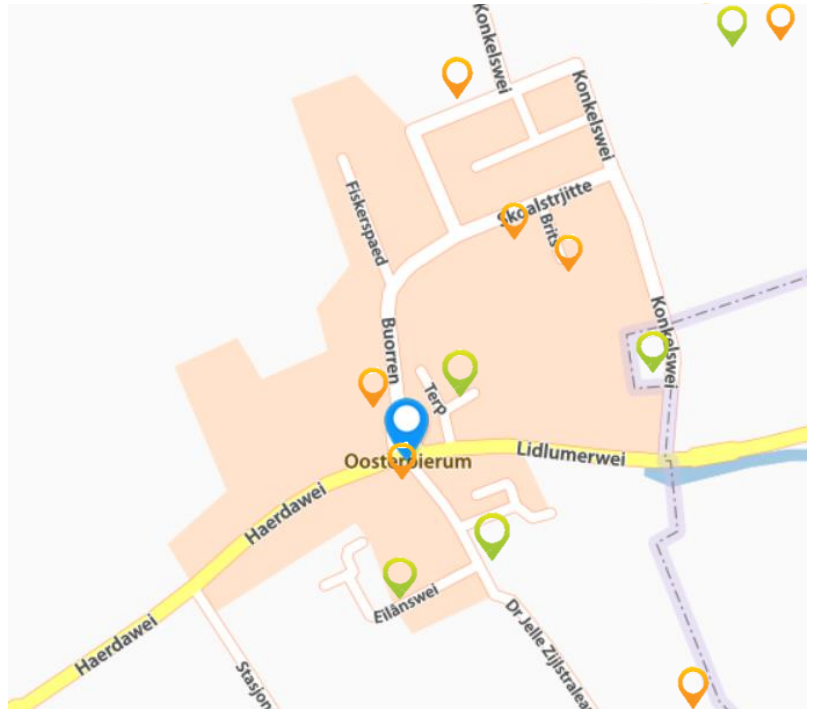 Konkelswei
Konkelswei
Fiskerspaed
Skoalstrjitte
Brits
Buorren
Konkelswei
Terp
Oosterbierum
Lidlumerwei
Haerdawei
Eilânswei
Haerdawei
Stasjon
Dr Jelle Zijlstralea